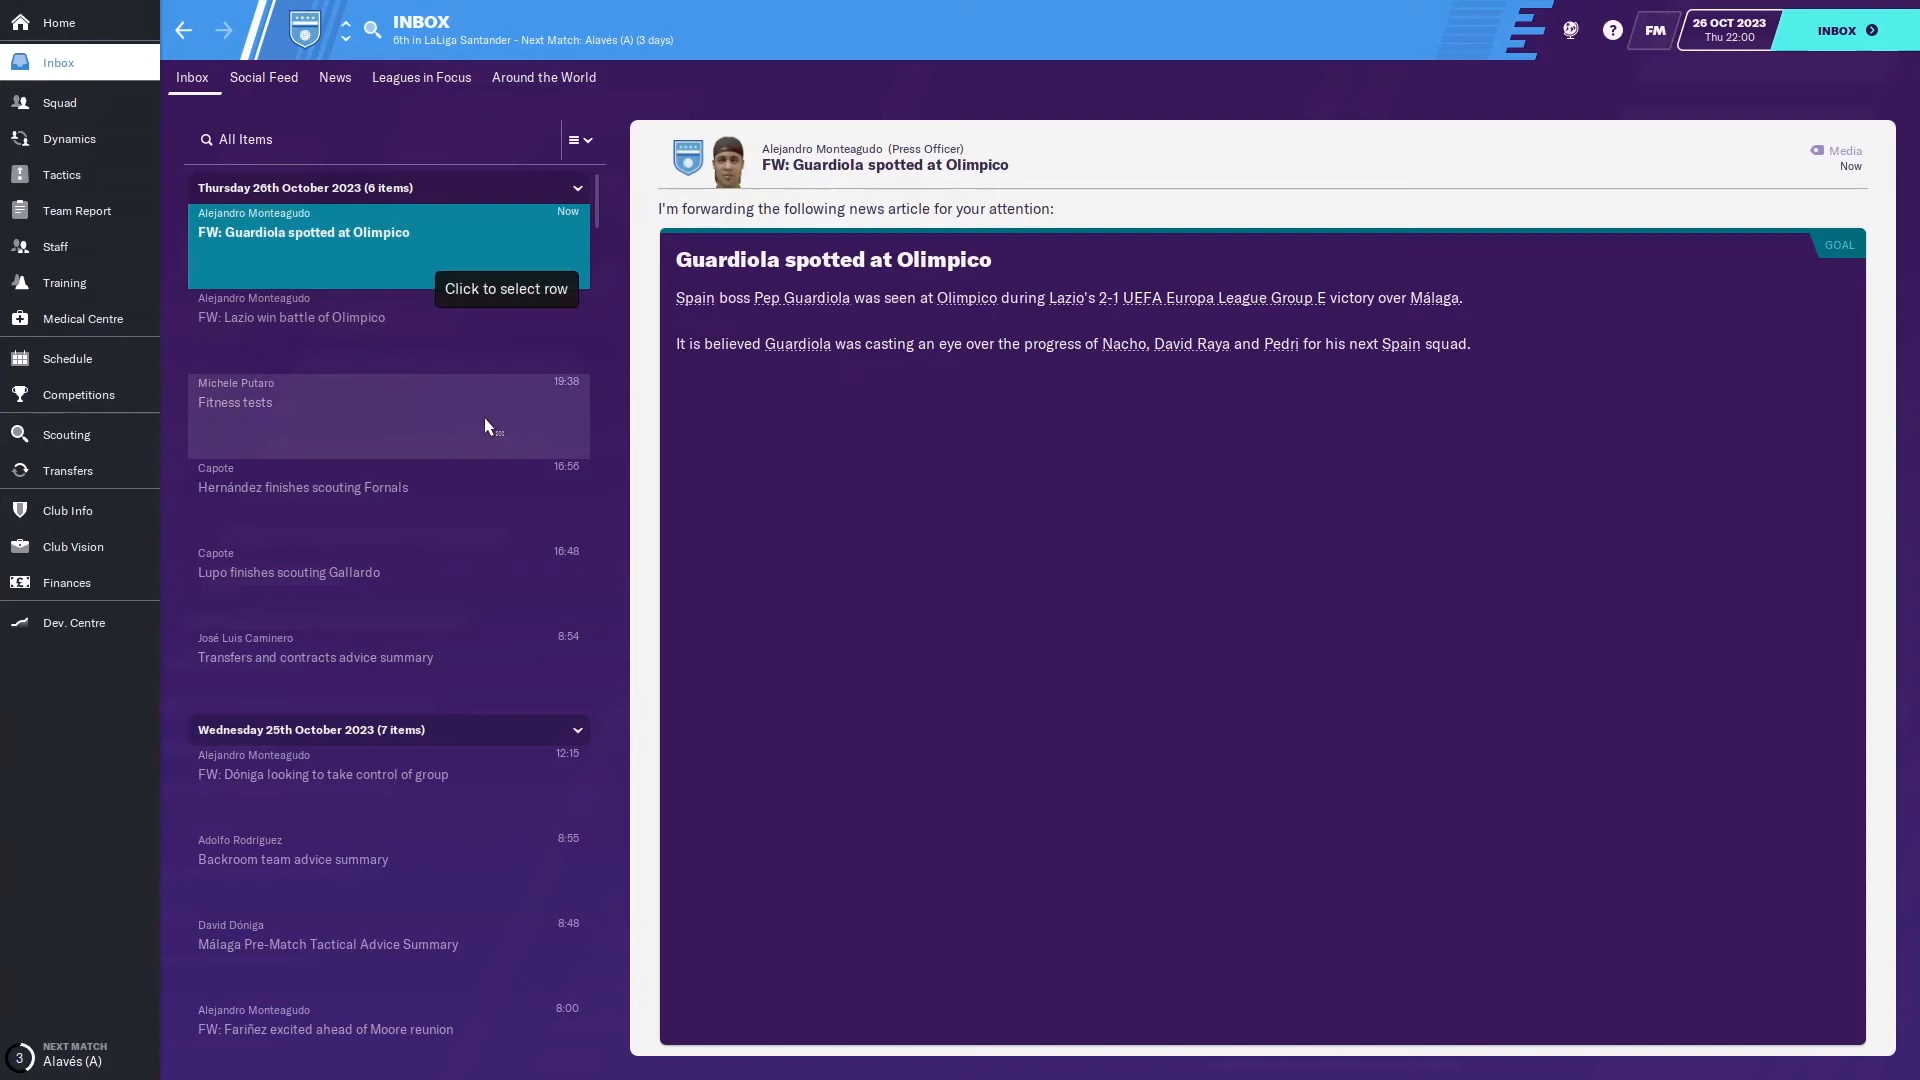 Home
Inbox
Squad
Dynamics
Tactics
Team Report
Staff
Training
Medical Centre
Schedule
Competitions
Scouting
Transfers
Club Info
Club Vision
Finances
Dev. Centre
3
NEXT MATCH
Alavés (A)
INBOX
6th in LaLiga Santander - Next Match: Alavés (A) (3 days)
?
FM
26 OCT 2023
Thu 22:00
INBOX
Inbox
Social Feed
News
Leagues in Focus
Around the World
All Items
Thursday 26th October 2023 (6 items)
Alejandro Monteagudo
Now
FW: Guardiola spotted at Olimpico
Click to select row
Alejandro Monteagudo
FW: Lazio win battle of Olimpico
Michele Putaro
19:38
Fitness tests
Capote
16:56
Hernández finishes scouting Fornals
Capote
16:48
Lupo finishes scouting Gallardo
José Luis Caminero
8:54
Transfers and contracts advice summary
Wednesday 25th October 2023 (7 items)
Alejandro Monteagudo
12:15
FW: Dóniga looking to take control of group
Adolfo Rodríguez
8:55
Backroom team advice summary
David Dóniga
8:48
Málaga Pre-Match Tactical Advice Summary
Alejandro Monteagudo
8:00
FW: Fariñez excited ahead of Moore reunion
Alejandro Monteagudo (Press Officer)
FW: Guardiola spotted at Olimpico
Media
Now
I'm forwarding the following news article for your attention:
GOAL
Guardiola spotted at Olimpico
Spain boss Pep Guardiola was seen at Olimpico during Lazio's 2-1 UEFA Europa League Group E victory over Málaga.
It is believed Guardiola was casting an eye over the progress of Nacho, David Raya and Pedri for his next Spain squad.